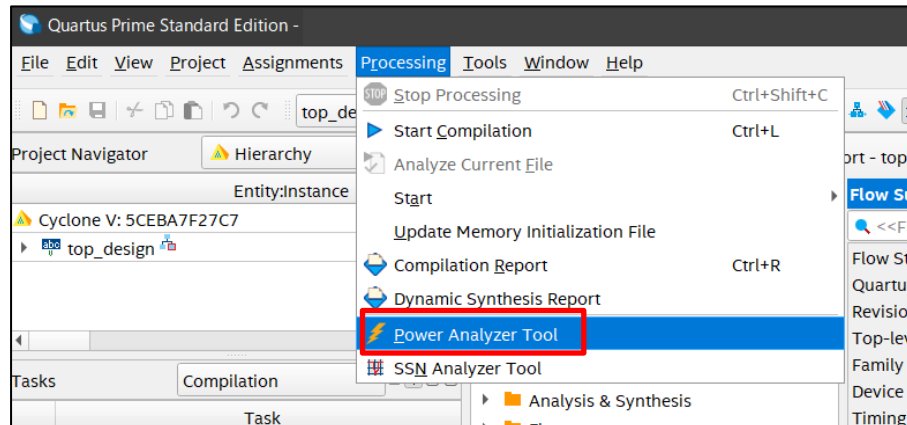 Quartus Prime Standard Edition -
File Edit View Project Assignments Processing Tools Window Help
top_de
STOP Stop Processing Ctrl+Shift+C
Start Compilation Ctrl+L
Analyze Current File
Start
Update Memory Initialization File
Compilation Report Ctrl+R
Dynamic Synthesis Report
Power Analyzer Tool
SSN Analyzer Tool
Project Navigator Hierarchy
Entity:Instance
Cyclone V: 5CEBA7F27C7
abc top_design
Tasks Compilation
Task
Analysis & Synthesis
ort - top
Flow Su
<<F
Flow St
Quartu
Revisio
Top-lev
Family
Device
Timing